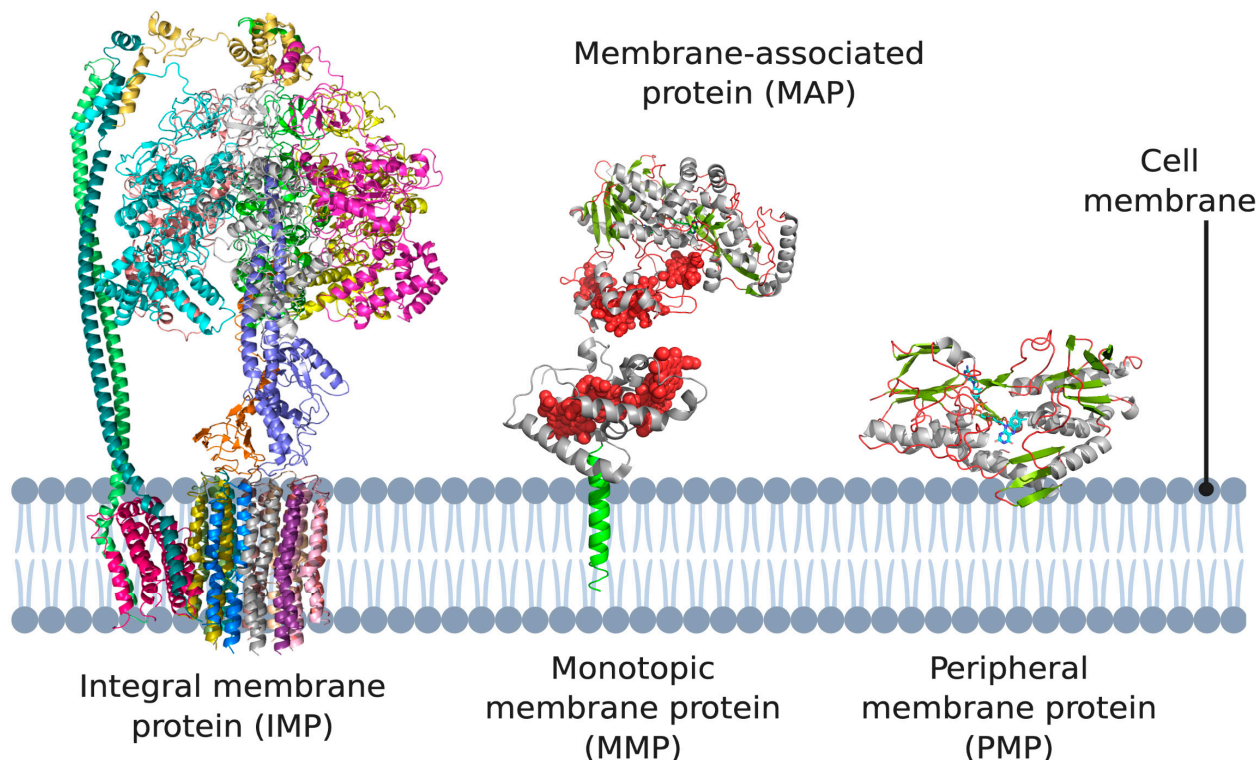 Membrane-associated
protein (MAP)
Cell
membrane
Integral membrane
protein (IMP)
Monotopic
membrane protein
(MMP)
Peripheral
membrane protein
(PMP)